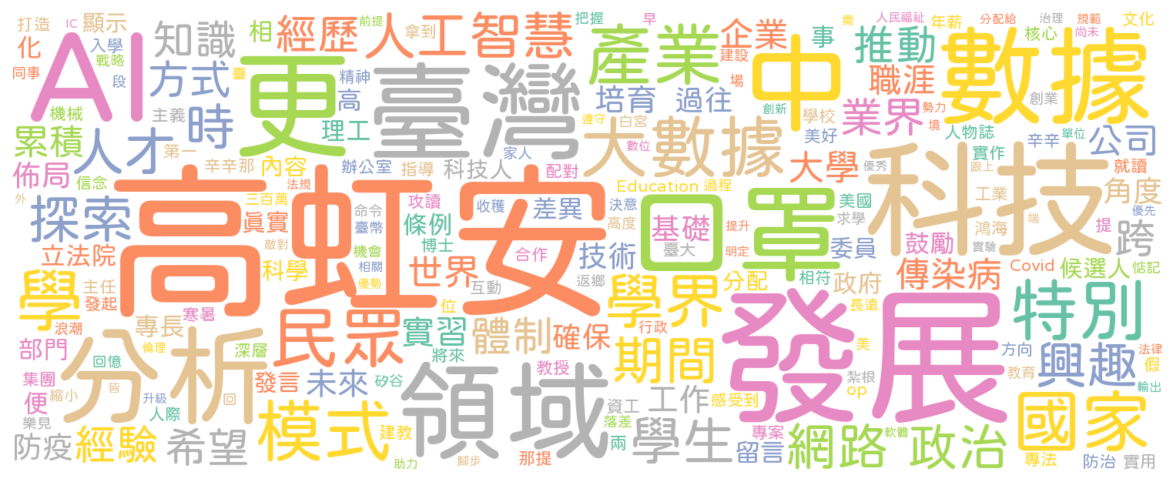 打造 IC 前提 顯示 相 經歷 人工智慧 拿到 把握 早 產業 企業 建設 事 需 人民福祉 推動 年薪 分配給 核心 治理 規範 尚未 文化
化 入學 戰略 知識 更 臺 精神 臺灣 中 數據
AI 同事 段 方式 高 培育 過往 場 職涯 創業
機械 主義 時 理工 創新 業界 勢力 境
累積 人才 第一 辛辛那 內容 辦公室 指導 科技人 家人 遵守 白宮 數位 學校 美好 人物誌 辛辛 單位 公司
佈局 信念 配對 大數據 大學 優秀 科技 實作 跟上 就讀
外 三百萬 法規 高虹安 攻讀 Education 過程 口罩 美國 工業 角度
探索 真實 命令 收穫 差異 決意 基礎 高度 提升 求學 鴻海 提 優先 跨
敵對 臺幣 條例 臺大 明定 委員 鼓勵 實驗 端
立法院 科學 機會 博士 合作 技術 返鄉
學 主任 發起 相關 優勢 世界 互動 分配 相符 政府 傳染病 Covid 候選人 惦記
浪潮 寒暑 民眾 位 實習 體制 確保 學界 行政 發展 長遠 特別
部門 專長 倫理 回憶 深層 將來 教授 期間 美 方向 法律
分析 集團 皆 縮小 升級 回 發言 未來 矽谷 領域 紮根 教育 興趣 假
便 人際 資工 工作 感受到 op 輸出
樂見 模式 建教 落差 兩 學生 專案 網路 軟體 政治 國家
防疫 經驗 希望 助力 腳步 那提 留言 專法 防治 實用